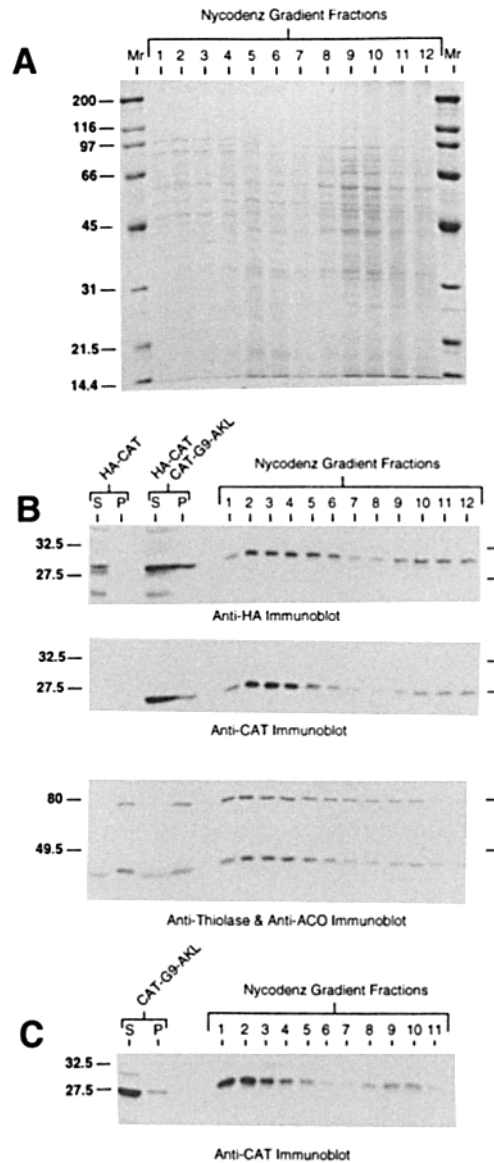 Nycodenz Gradient Fractions
A
Mr 1 2 3 4 5 6 7 8 9 10 11 12 Mr
200
116
97
66
45
31
21.5
14.4
HA-CAT
HA-CAT
CAT-G9-AKL
B
Nycodenz Gradient Fractions
S P S P 1 2 3 4 5 6 7 8 9 10 11 12
32.5
27.5
Anti-HA Immunoblot
32.5
27.5
Anti-CAT Immunoblot
80
49.5
Anti-Thiolase & Anti-ACO Immunoblot
CAT-G9-AKL
C
Nycodenz Gradient Fractions
S P 1 2 3 4 5 6 7 8 9 10 11
32.5
27.5
Anti-CAT Immunoblot